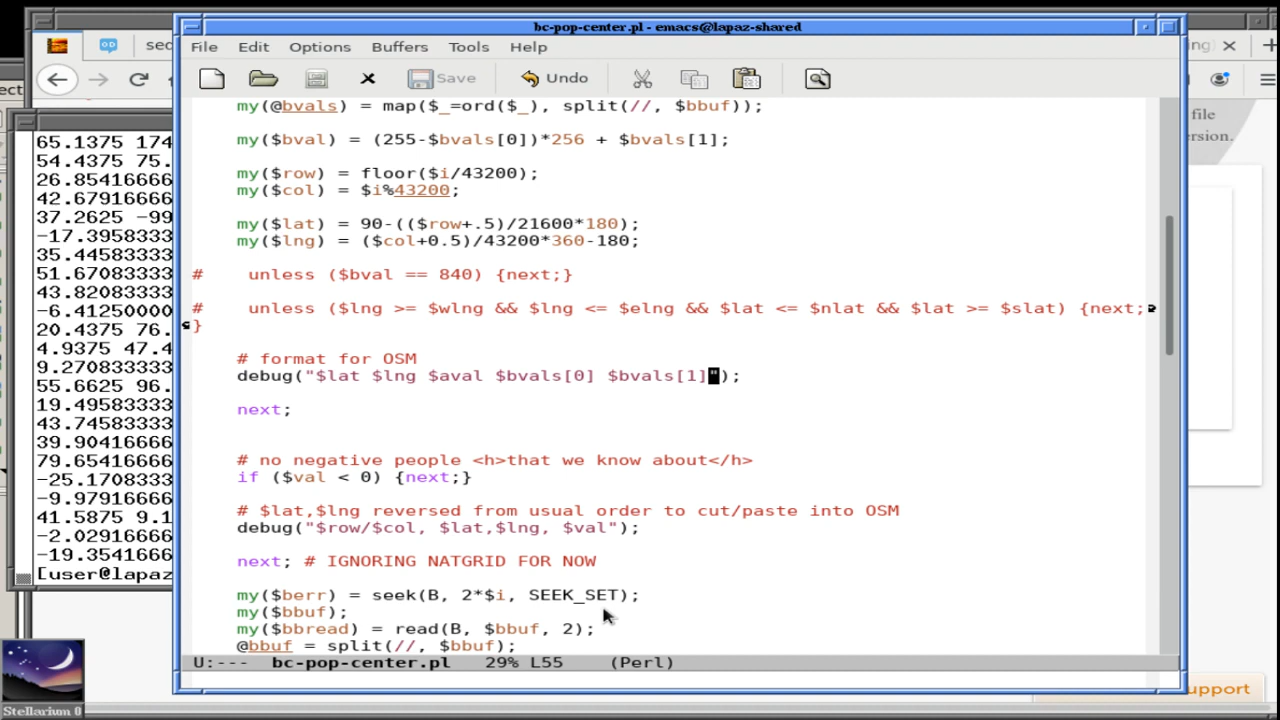 bc-pop-center.pl - emacs@lapaz-shared
File Edit Options Buffers Tools Help
Save Undo
my(@bvals) = map($_=ord($_), split(//, $bbuf));
my($bval) = (255-$bvals[0])*256 + $bvals[1];
my($row) = floor($i/43200);
my($col) = $i%43200;
my($lat) = 90-(($row+.5)/21600*180);
my($lng) = ($col+0.5)/43200*360-180;
#    unless ($bval == 840) {next;}
#    unless ($lng >= $wlng && $lng <= $elng && $lat <= $nlat && $lat >= $slat) {next;
}
# format for OSM
debug("$lat $lng $aval $bvals[0] $bvals[1]");
next;
# no negative people <h>that we know about</h>
if ($val < 0) {next;}
# $lat,$lng reversed from usual order to cut/paste into OSM
debug("$row/$col, $lat,$lng, $val");
next; # IGNORING NATGRID FOR NOW
my($berr) = seek(B, 2*$i, SEEK_SET);
my($bbuf);
my($bbread) = read(B, $bbuf, 2);
@bbuf = split(//, $bbuf);
U:--- bc-pop-center.pl 29% L55 (Perl)
65.1375 174
54.4375 75.
26.85416666
42.67916666
37.2625 -99
-17.39583333
35.44583333
51.67083333
43.82083333
-6.41250000
20.4375 76.
4.9375 47.4
9.27083333
55.6625 96.
19.49583333
43.74583333
39.90416666
79.65416666
-25.17083333
-9.97916666
41.5875 9.1
-2.02916666
-19.35416666
[user@lapaz
file
Stellarium 0